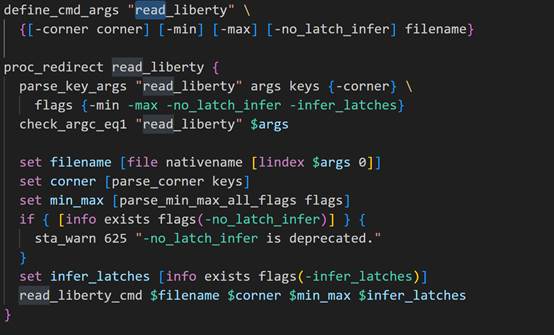 define_cmd_args "read_liberty" \
{[-corner corner] [-min] [-max] [-no_latch_infer] filename}
proc_redirect read_liberty {
parse_key_args "read_liberty" args keys {-corner} \
flags {-min -max -no_latch_infer -infer_latches}
check_argc_eq1 "read_liberty" $args
set filename [file nativename [lindex $args 0]]
set corner [parse_corner keys]
set min_max [parse_min_max_all_flags flags]
if { [info exists flags(-no_latch_infer)] } {
sta_warn 625 "-no_latch_infer is deprecated."
}
set infer_latches [info exists flags(-infer_latches)]
read_liberty_cmd $filename $corner $min_max $infer_latches
}